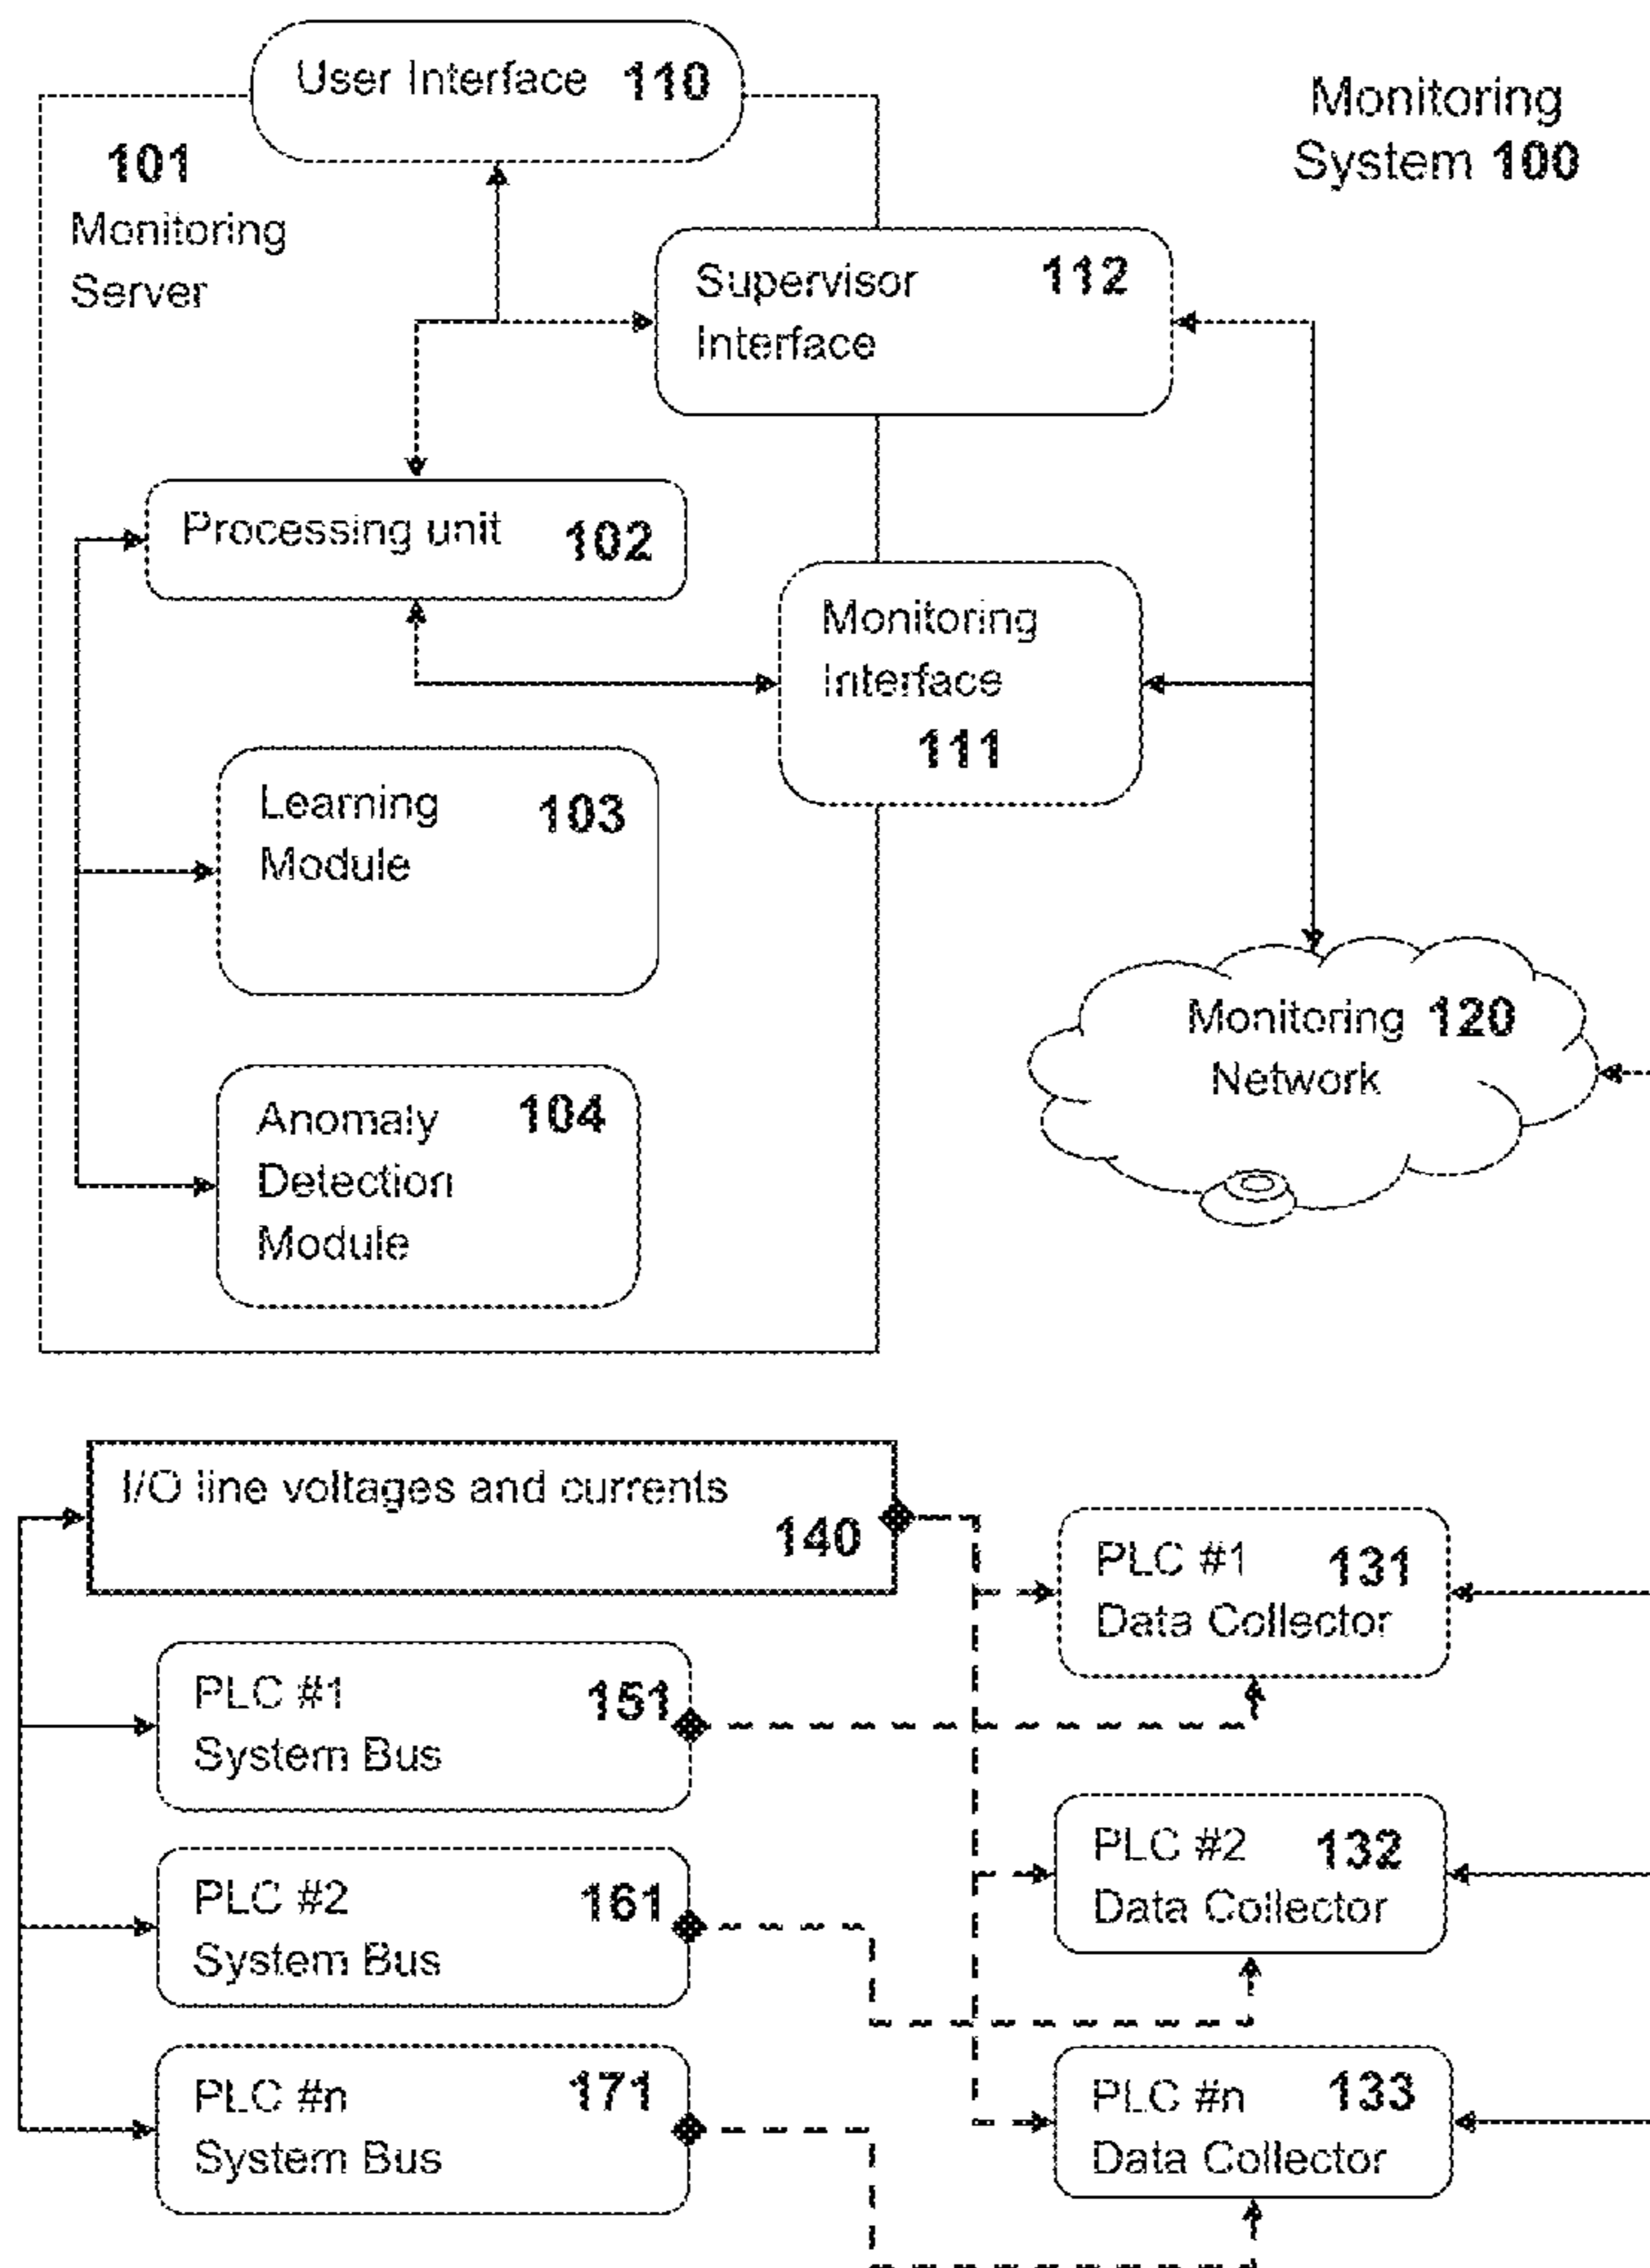 User Interface 110
Monitoring
System 100
101
Monitoring
Server
Supervisor 112
Interface
Processing unit 102
Monitoring
Interface
111
Learning 103
Module
Monitoring 120
Network
Anomaly 104
Detection
Module
I/O line voltages and currents
140
PLC #1 131
Data Collector
PLC #1 151
System Bus
PLC #2 132
Data Collector
PLC #2 161
System Bus
PLC #n 171
System Bus
PLC #n 133
Data Collector